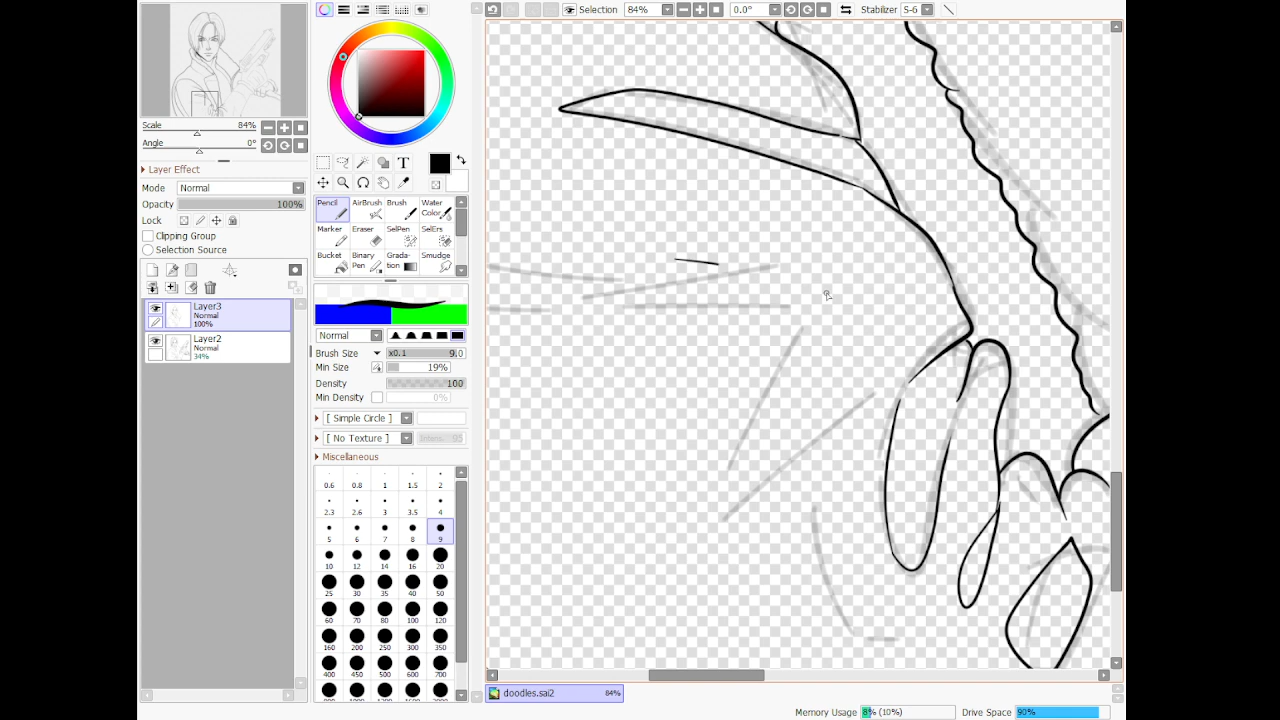 Selection 84% 0.0° Stabilizer S-6
Scale 84%
Angle 0°
Layer Effect
Mode Normal
Opacity 100%
Lock
Clipping Group
Selection Source
Layer3
Normal
100%
Layer2
Normal
34%
T
Pencil AirBrush Brush Water Color
Marker Eraser SelPen SelErs
Bucket Binary Pen Grada-tion Smudge
Normal
Brush Size x0.1 9.0
Min Size 19%
Density 100
Min Density 0%
[ Simple Circle ]
[ No Texture ] 95
Miscellaneous
0.6 0.8 1 1.5 2
2.3 2.6 3 3.5 4
5 6 7 8 9
10 12 14 16 20
25 30 35 40 50
60 70 80 100 120
160 200 250 300 350
400 450 500 600 700
doodles.sai2 84%
Memory Usage 8% (10%) Drive Space 90%